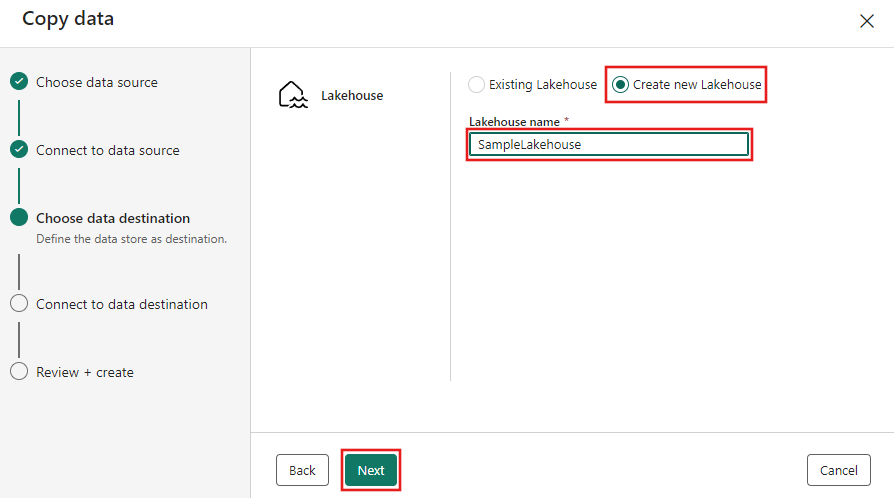 Copy data
Choose data source
Connect to data source
Choose data destination
Define the data store as destination.
Connect to data destination
Review + create
Lakehouse
Existing Lakehouse
Create new Lakehouse
Lakehouse name *
SampleLakehouse
Back
Next
Cancel